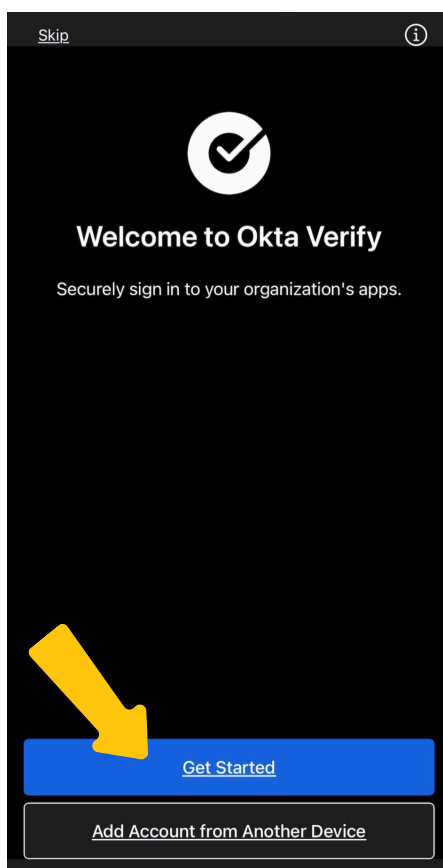 Skip
Welcome to Okta Verify
Securely sign in to your organization's apps.
Get Started
Add Account from Another Device